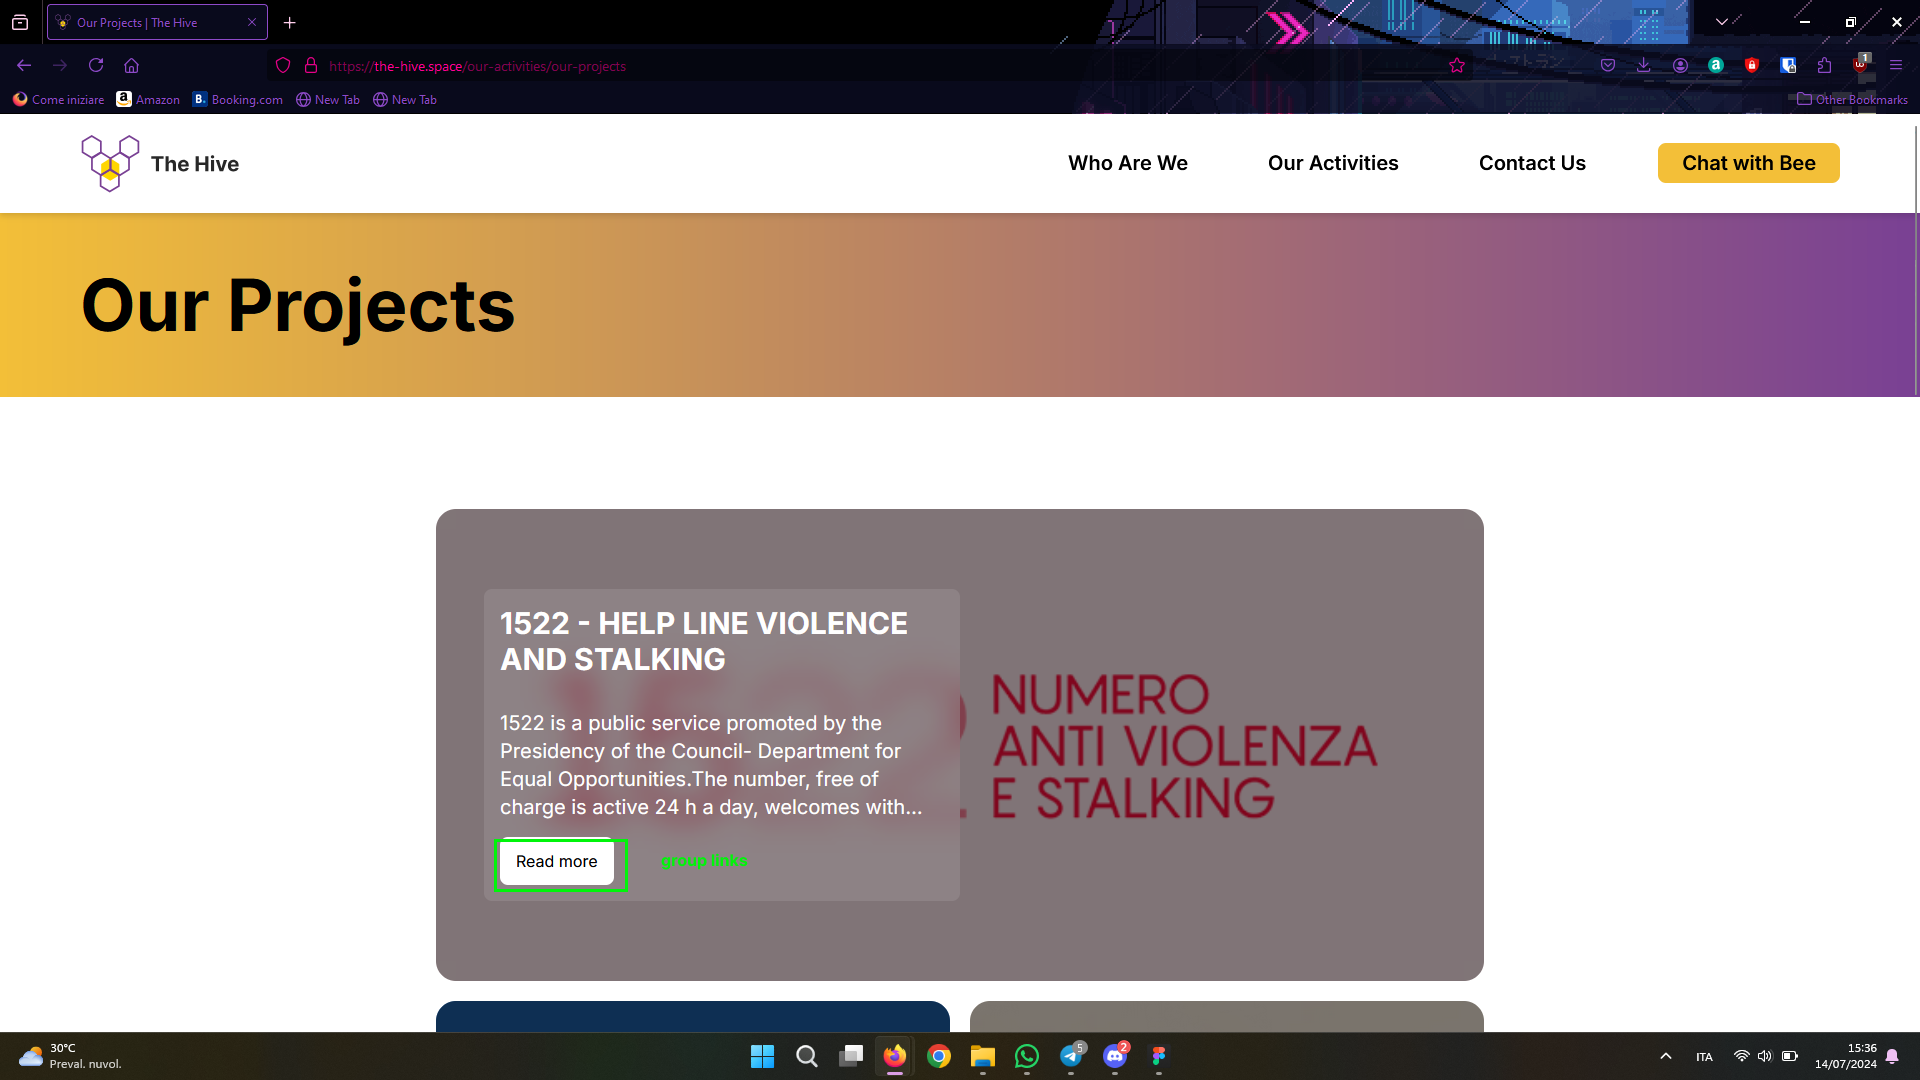 Our Projects | The Hive
https://the-hive.space/our-activities/our-projects
1
Come iniziare
Amazon
B. Booking.com
New Tab
New Tab
Other Bookmarks
The Hive
Who Are We
Our Activities
Contact Us
Chat with Bee
Our Projects
1522 - HELP LINE VIOLENCE
AND STALKING
1522 is a public service promoted by the
Presidency of the Council- Department for
Equal Opportunities.The number, free of
charge is active 24 h a day, welcomes with...
Read more
group links
NUMERO
ANTI VIOLENZA
E STALKING
30°C
Preval. nuvol.
5
2
ITA
15:36
14/07/2024